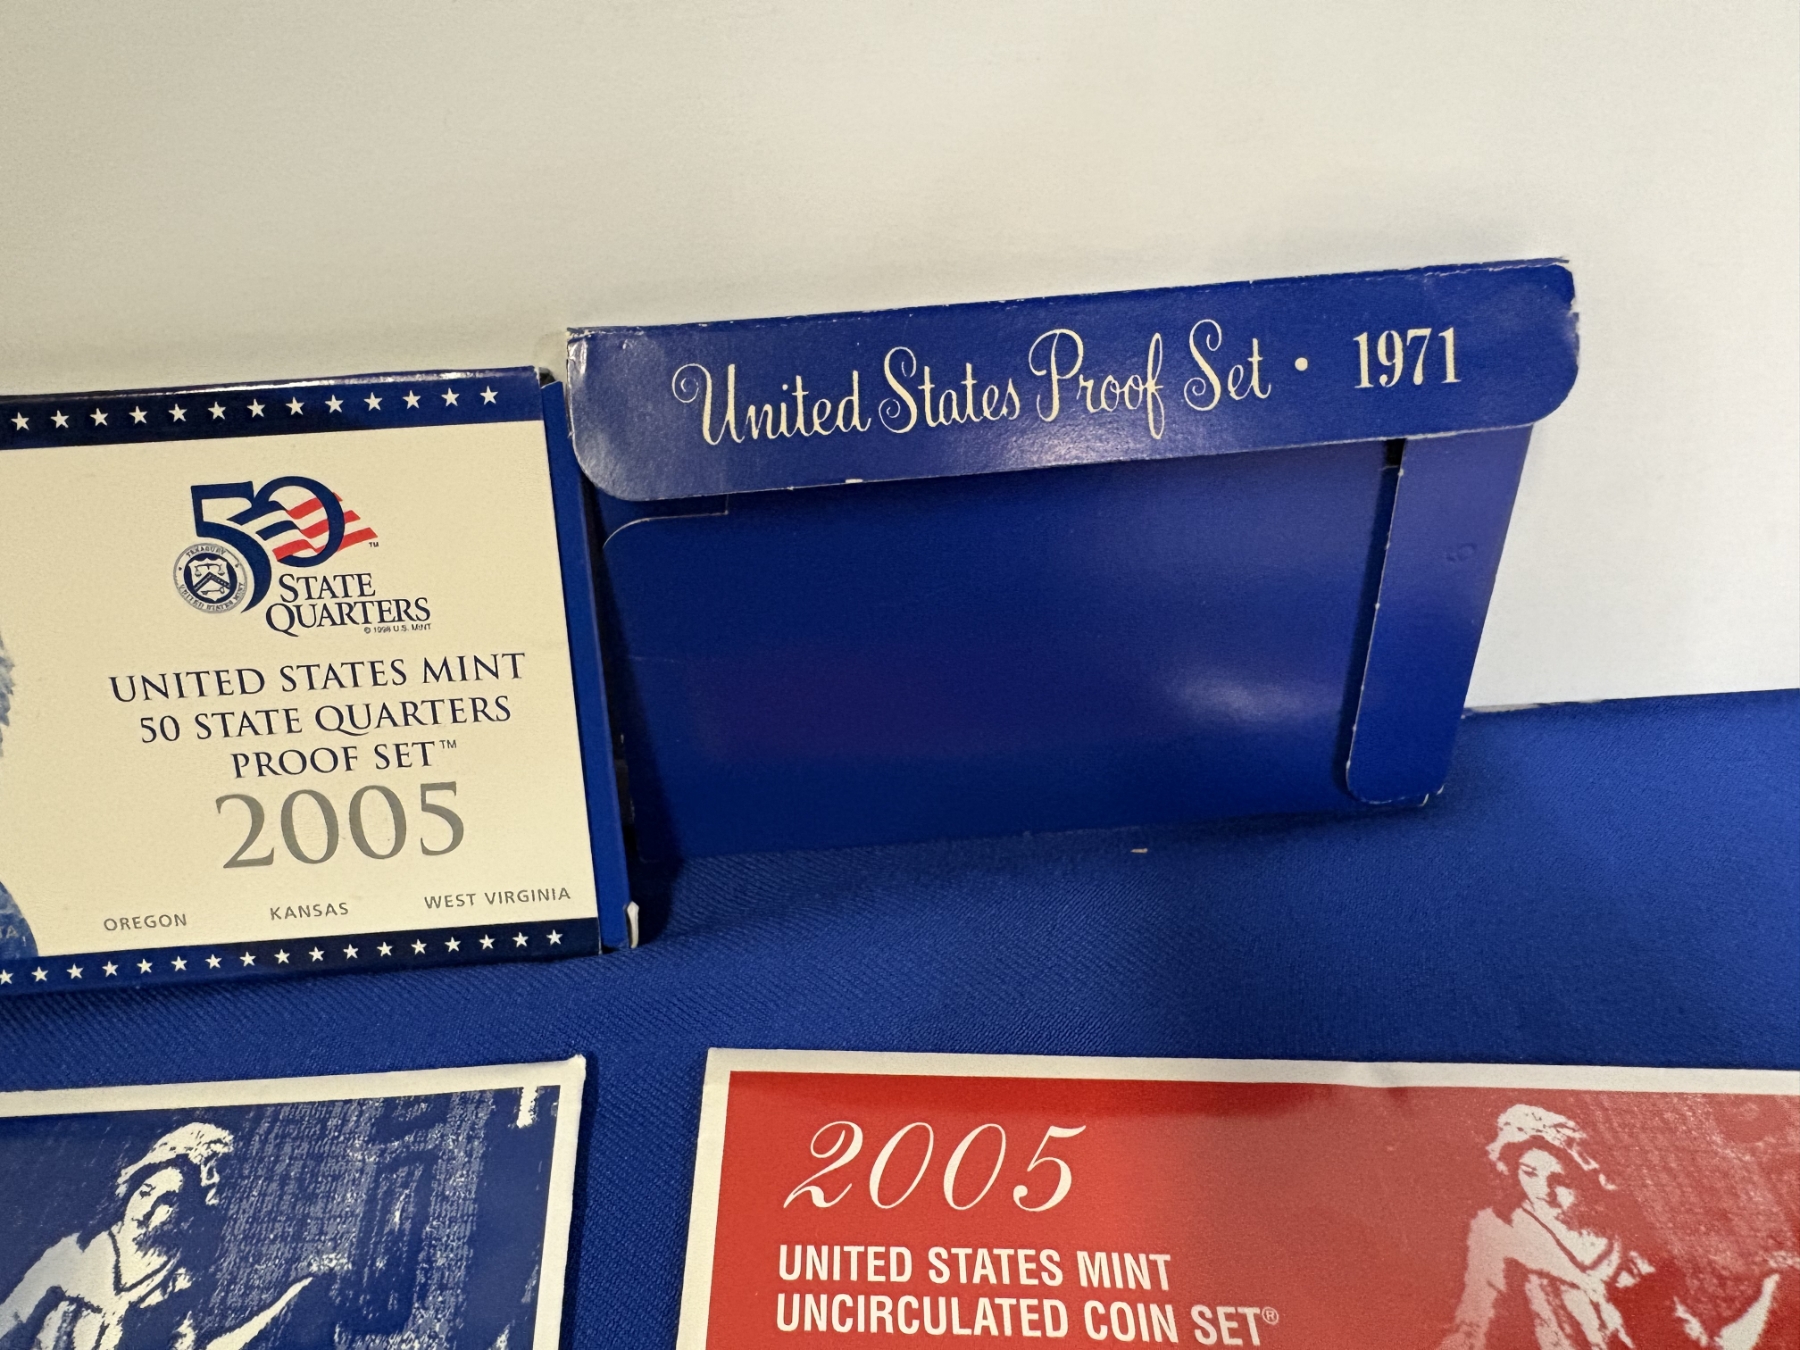 United States Proof Set • 1971
50
TM
STATE
QUARTERS
© 1998 U.S. MINT
UNITED STATES MINT
50 STATE QUARTERS
PROOF SET™
2005
OREGON KANSAS WEST VIRGINIA
2005
UNITED STATES MINT
UNCIRCULATED COIN SET®